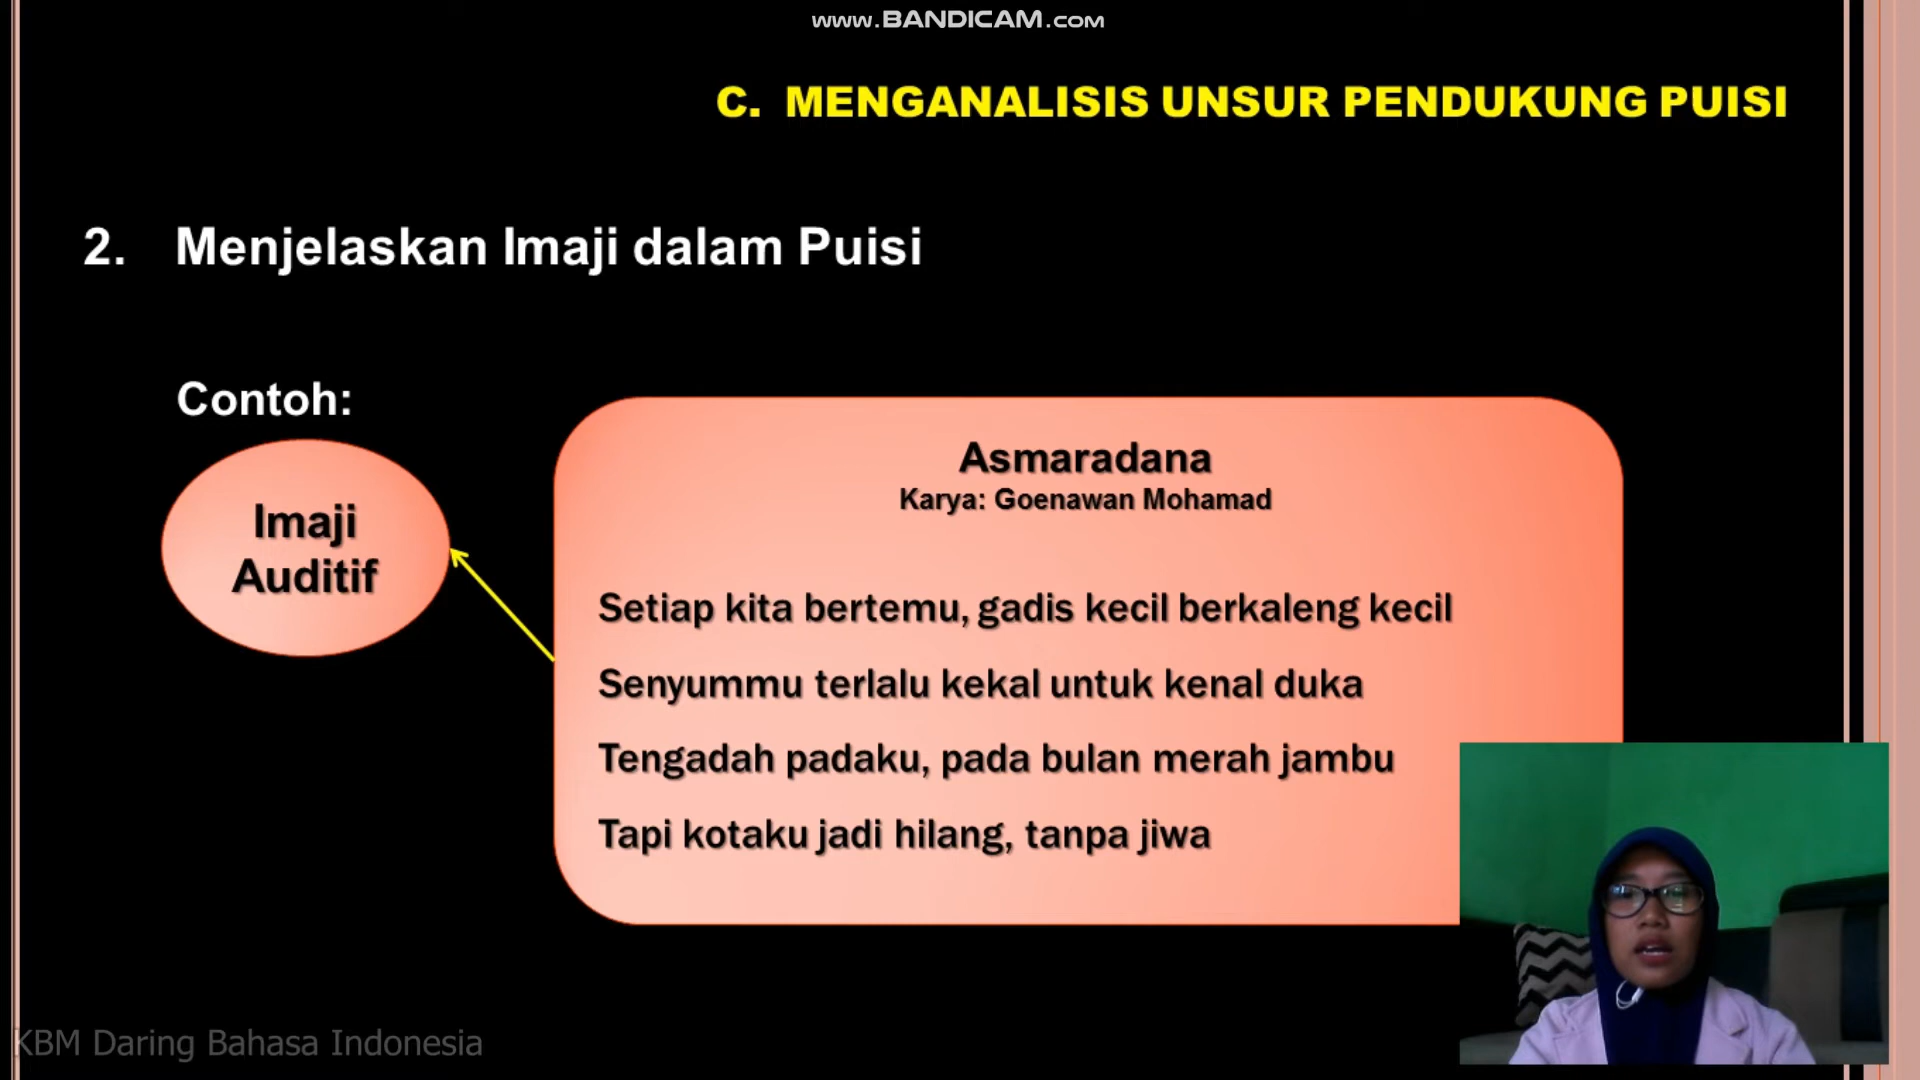 www.BANDICAM.com
C. MENGANALISIS UNSUR PENDUKUNG PUISI
2. Menjelaskan Imaji dalam Puisi
Contoh:
Imaji
Auditif
Asmaradana
Karya: Goenawan Mohamad
Setiap kita bertemu, gadis kecil berkaleng kecil
Senyummu terlalu kekal untuk kenal duka
Tengadah padaku, pada bulan merah jambu
Tapi kotaku jadi hilang, tanpa jiwa
KBM Daring Bahasa Indonesia